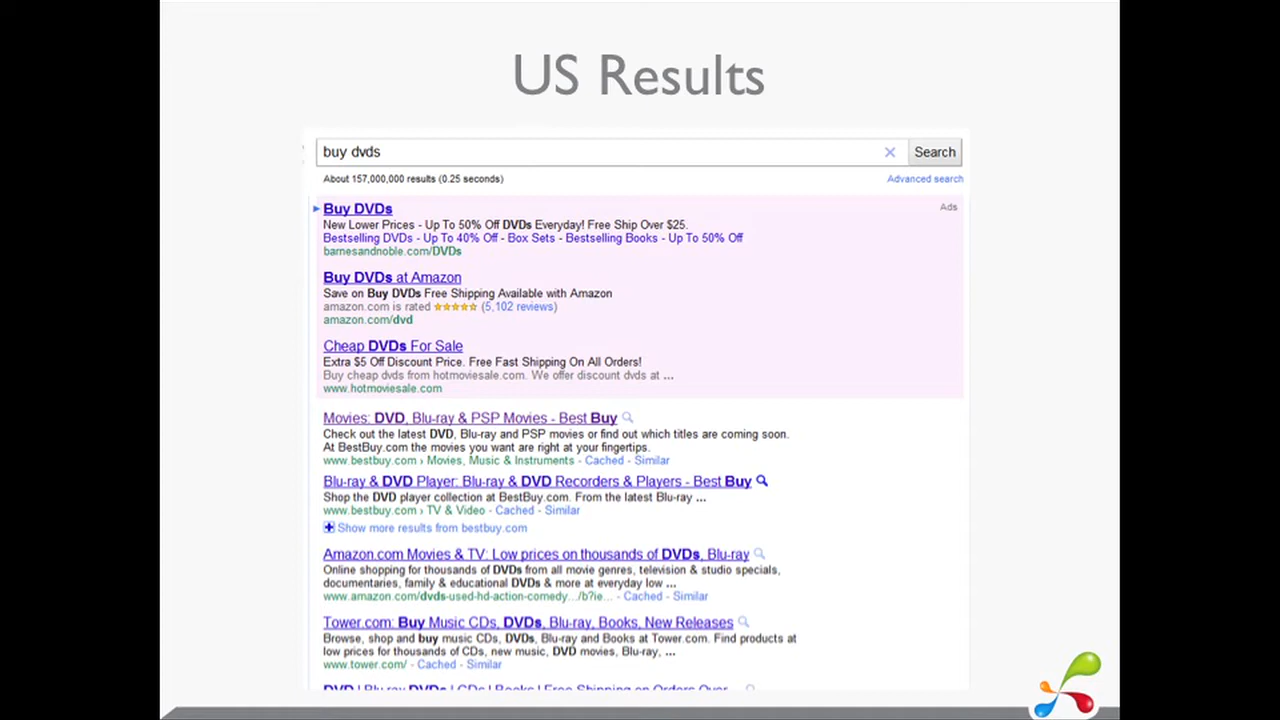 US Results
buy dvds
Search
About 157,000,000 results (0.25 seconds)
Advanced search
Buy DVDs
Ads
New Lower Prices - Up To 50% Off DVDs Everyday! Free Ship Over $25.
Bestselling DVDs - Up To 40% Off - Box Sets - Bestselling Books - Up To 50% Off
barnesandnoble.com/DVDs
Buy DVDs at Amazon
Save on Buy DVDs Free Shipping Available with Amazon
amazon.com is rated (5,102 reviews)
amazon.com/dvd
Cheap DVDs For Sale
Extra $5 Off Discount Price. Free Fast Shipping On All Orders!
Buy cheap dvds from hotmoviesale.com. We offer discount dvds at ...
www.hotmoviesale.com
Movies: DVD, Blu-ray & PSP Movies - Best Buy
Check out the latest DVD, Blu-ray and PSP movies or find out which titles are coming soon.
At BestBuy.com the movies you want are right at your fingertips.
www.bestbuy.com › Movies, Music & Instruments - Cached - Similar
Blu-ray & DVD Player: Blu-ray & DVD Recorders & Players - Best Buy
Shop the DVD player collection at BestBuy.com. From the latest Blu-ray ...
www.bestbuy.com › TV & Video - Cached - Similar
Show more results from bestbuy.com
Amazon.com Movies & TV: Low prices on thousands of DVDs, Blu-ray
Online shopping for thousands of DVDs from all movie genres, television & studio specials,
documentaries, family & educational DVDs & more at everyday low ...
www.amazon.com/dvds-used-hd-action-comedy.../b?ie... - Cached - Similar
Tower.com: Buy Music CDs, DVDs, Blu-ray, Books, New Releases
Browse, shop and buy music CDs, DVDs, Blu-ray and Books at Tower.com. Find products at
low prices for thousands of CDs, new music, DVD movies, Blu-ray, ...
www.tower.com/ - Cached - Similar
DVD | Blu-ray DVDs | CDs | Books | Free Shipping on Orders Over